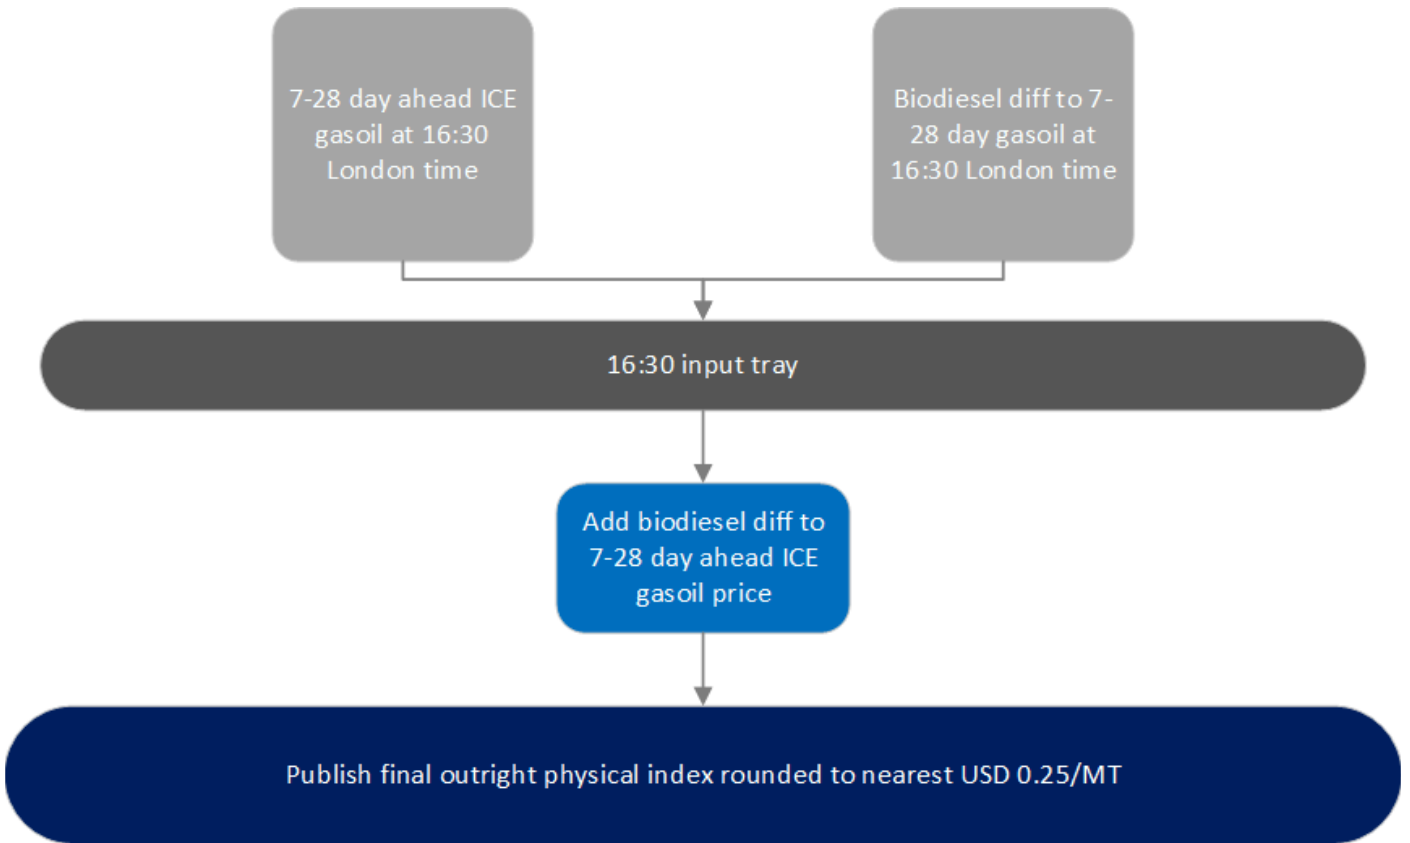 7-28 day ahead ICE
gasoil at 16:30
London time
Biodiesel diff to 7-
28 day gasoil at
16:30 London time
16:30 input tray
Add biodiesel diff to
7-28 day ahead ICE
gasoil price
Publish final outright physical index rounded to nearest USD 0.25/MT